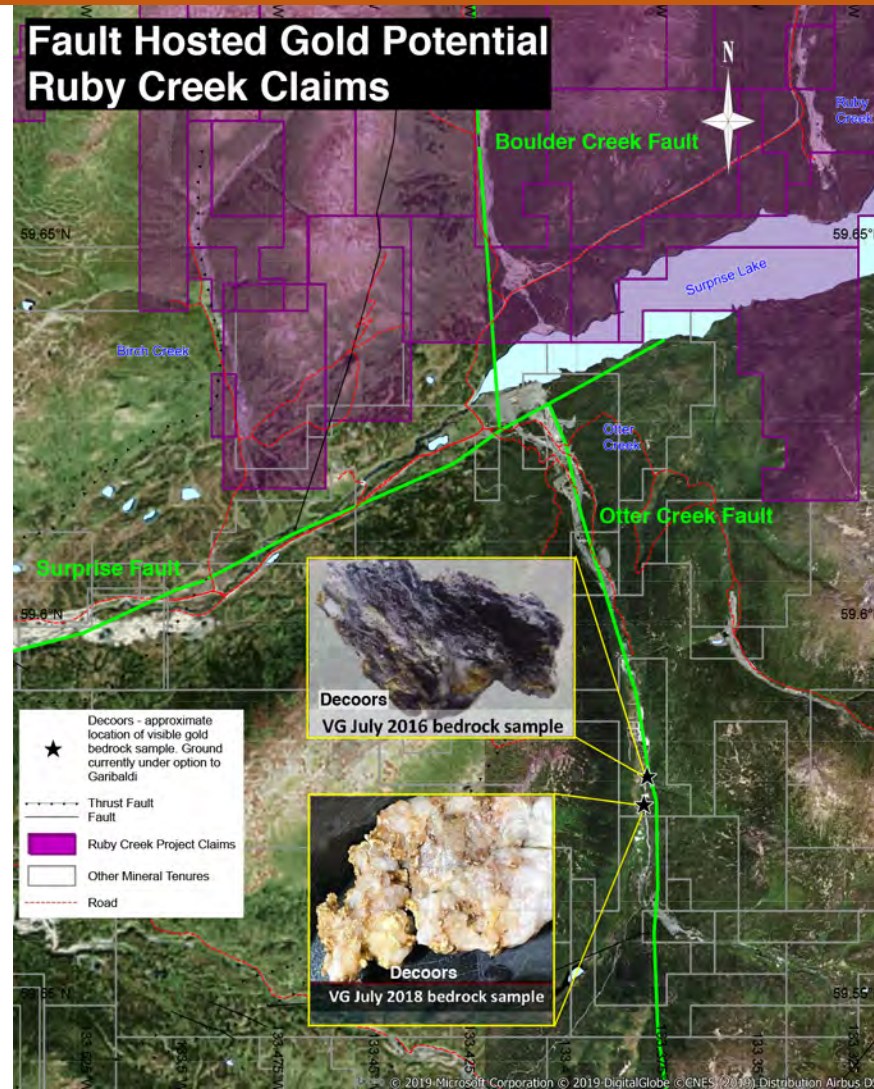 Fault Hosted Gold Potential
Ruby Creek Claims
N
Ruby
Creek
Boulder Creek Fault
59.65°N
59.65°
Surprise Lake
Birch Creek
Otter
Creek
Otter Creek Fault
Surprise Fault
59.6°N
59.6°
Decoors
VG July 2016 bedrock sample
Decoors - approximate
location of visible gold
bedrock sample. Ground
currently under option to
Garibaldi
Thrust Fault
Fault
Ruby Creek Project Claims
Other Mineral Tenures
Road
Decoors
VG July 2018 bedrock sample
59.55°N
59.55°
© 2019 Microsoft Corporation © 2019 DigitalGlobe ©CNES (2019) Distribution Airbus D